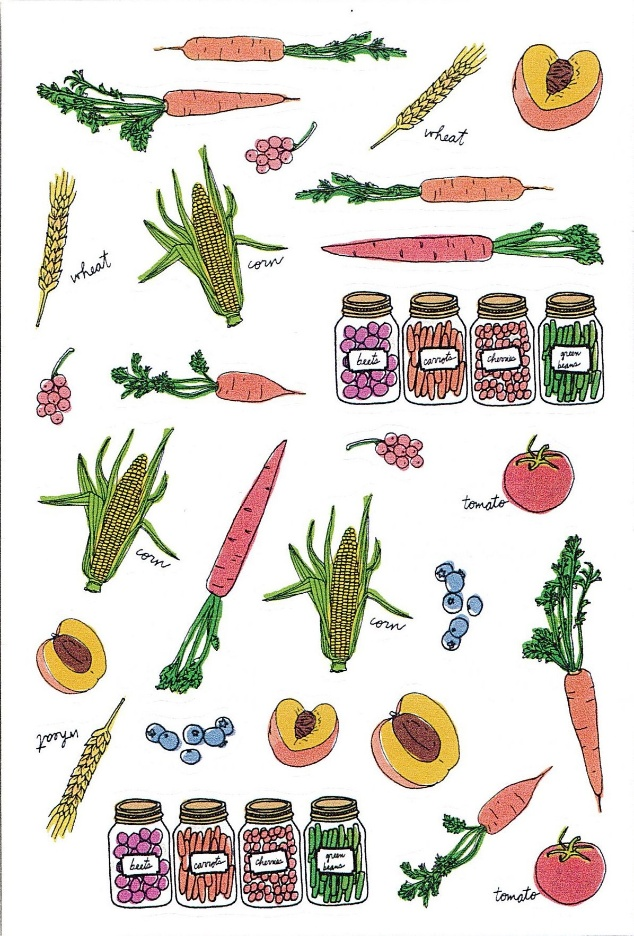 wheat
wheat
corn
beets
carrots
cherries
green
beans
tomato
corn
corn
wheat
beets
carrots
cherries
green
beans
tomato